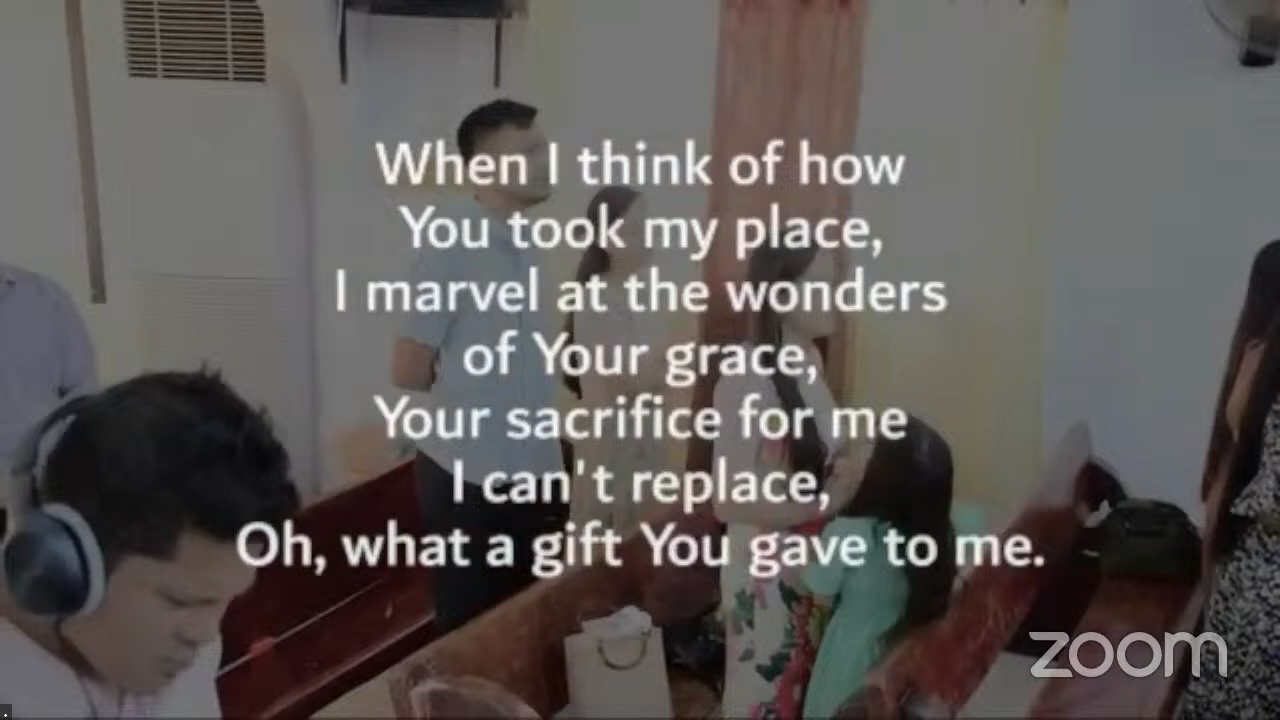 When I think of how
You took my place,
I marvel at the wonders
of Your grace,
Your sacrifice for me
I can't replace,
Oh, what a gift You gave to me.
zoom